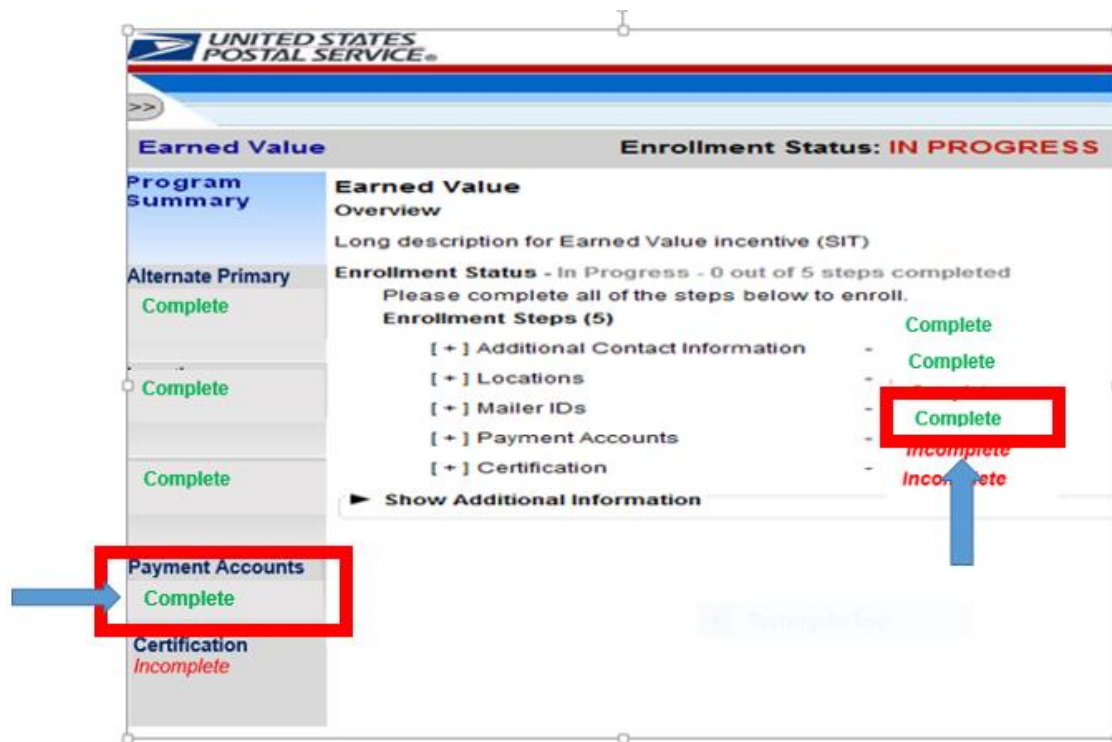 UNITED STATES
POSTAL SERVICE®
>>
Earned Value Enrollment Status: IN PROGRESS
Program
Summary
Alternate Primary
Complete
Complete
Complete
Payment Accounts
Complete
Certification
Incomplete
Earned Value
Overview
Long description for Earned Value incentive (SIT)
Enrollment Status - In Progress - 0 out of 5 steps completed
Please complete all of the steps below to enroll.
Enrollment Steps (5)
Complete
[+] Additional Contact Information -
Complete
[+] Locations -
[+] Mailer IDs - Complete
[+] Payment Accounts - Incomplete
[+] Certification - Incomplete
► Show Additional Information